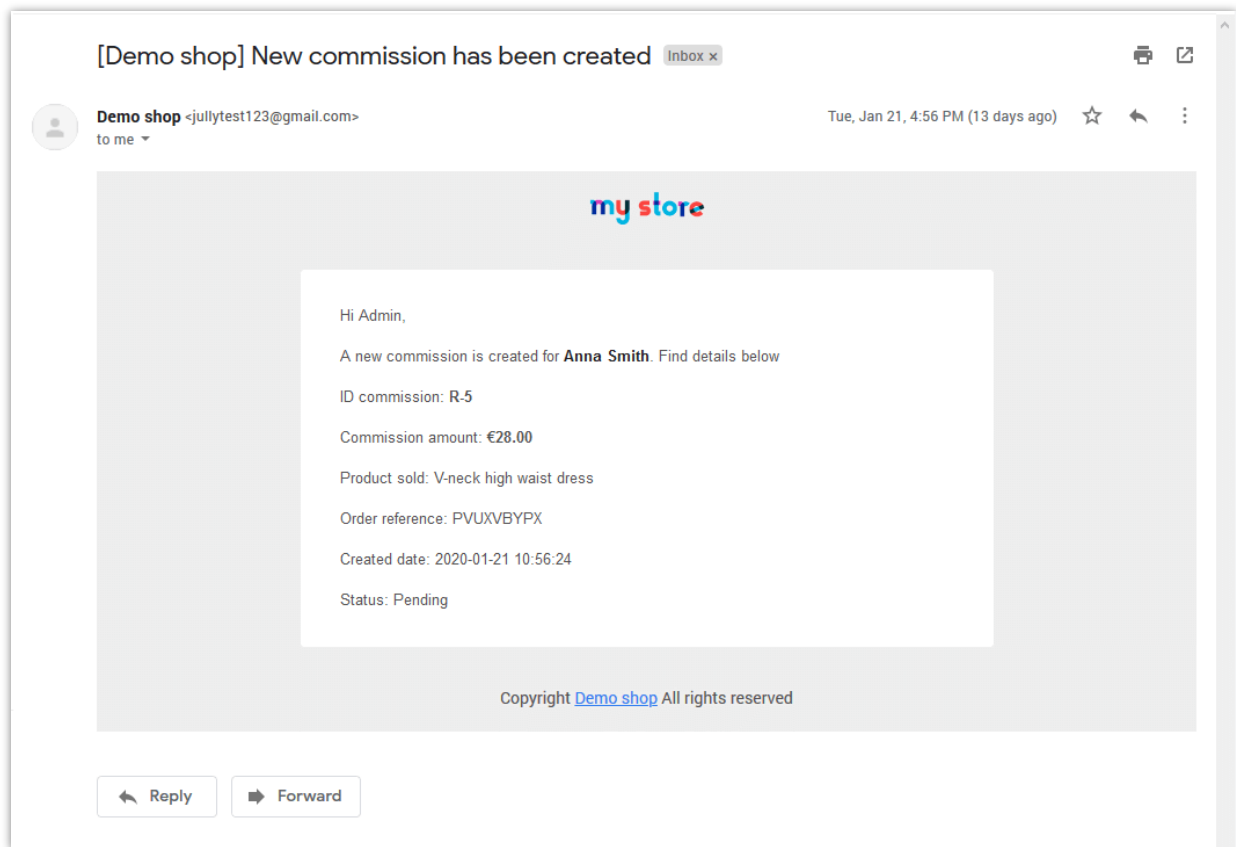 [Demo shop] New commission has been created Inbox x
Demo shop <jullytest123@gmail.com> Tue, Jan 21, 4:56 PM (13 days ago)
to me
my store
Hi Admin,
A new commission is created for Anna Smith. Find details below
ID commission: R-5
Commission amount: €28.00
Product sold: V-neck high waist dress
Order reference: PVUXVBYPX
Created date: 2020-01-21 10:56:24
Status: Pending
Copyright Demo shop All rights reserved
Reply Forward